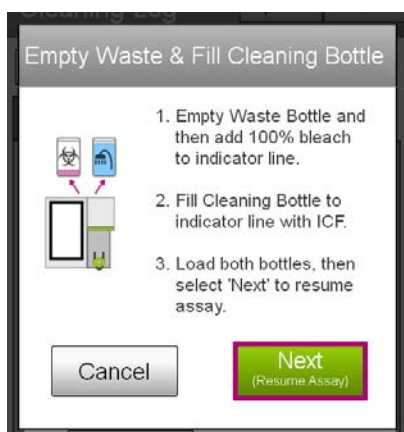 Cleaning Log
Empty Waste & Fill Cleaning Bottle
1. Empty Waste Bottle and
then add 100% bleach
to indicator line.
2. Fill Cleaning Bottle to
indicator line with ICF.
3. Load both bottles, then
select 'Next' to resume
assay.
Cancel
Next
(Resume Assay)